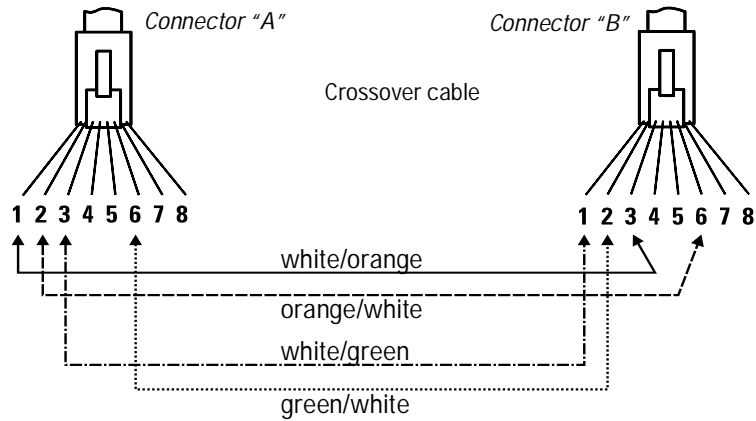 Connector “A”
Connector “B”
Crossover cable
1 2 3 4 5 6 7 8
1 2 3 4 5 6 7 8
white/orange
orange/white
white/green
green/white